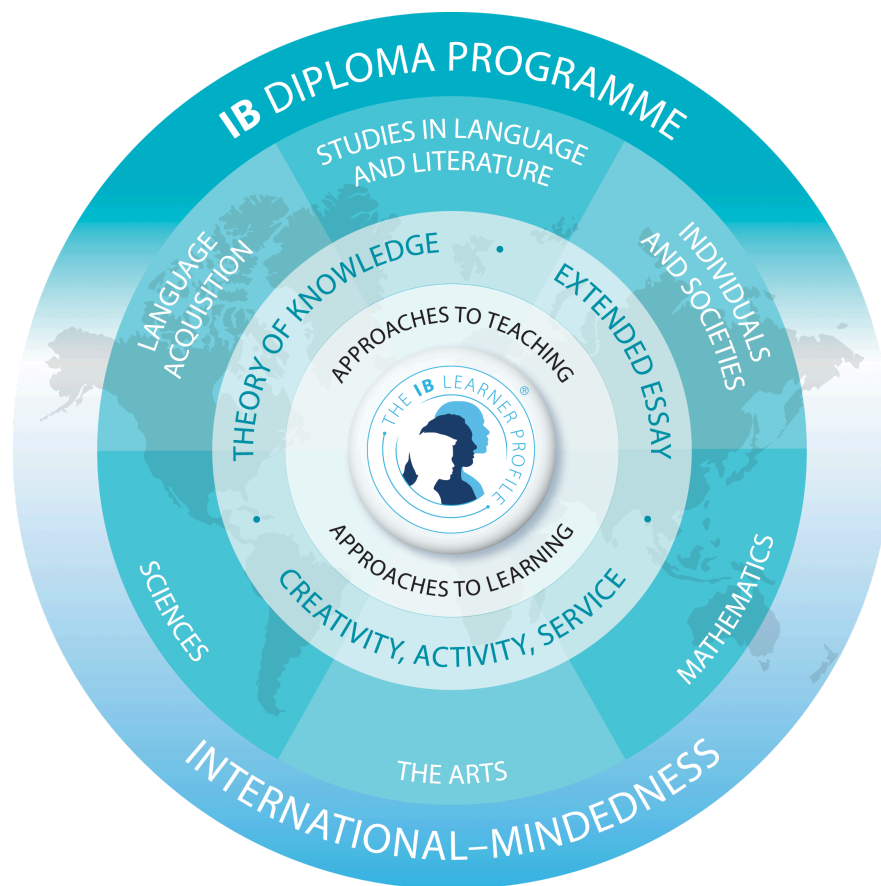 IB DIPLOMA PROGRAMME
STUDIES IN LANGUAGE
AND LITERATURE
LANGUAGE
ACQUISITION
INDIVIDUALS
AND SOCIETIES
THEORY OF KNOWLEDGE
•
EXTENDED ESSAY
APPROACHES TO TEACHING
THE IB LEARNER PROFILE
®
APPROACHES TO LEARNING
•
CREATIVITY, ACTIVITY, SERVICE
•
SCIENCES
MATHEMATICS
THE ARTS
INTERNATIONAL–MINDEDNESS